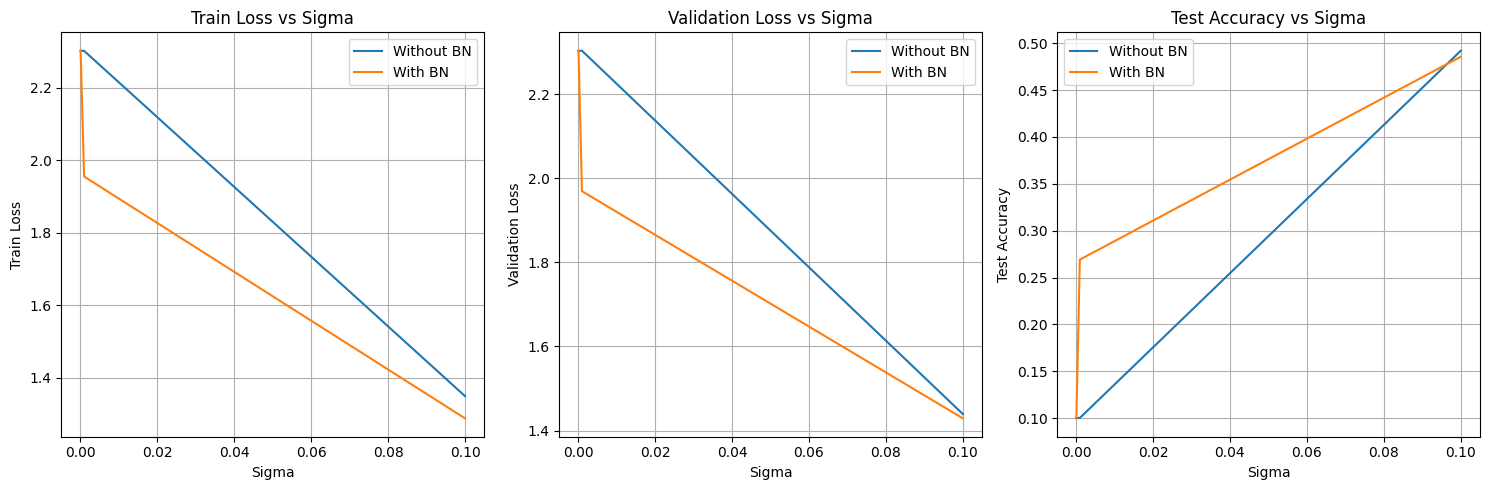 Train Loss vs Sigma
Train Loss
2.2
2.0
1.8
1.6
1.4
Without BN
With BN
0.00 0.02 0.04 0.06 0.08 0.10
Sigma
Validation Loss vs Sigma
Validation Loss
2.2
2.0
1.8
1.6
1.4
Without BN
With BN
0.00 0.02 0.04 0.06 0.08 0.10
Sigma
Test Accuracy vs Sigma
Test Accuracy
0.50
0.45
0.40
0.35
0.30
0.25
0.20
0.15
0.10
Without BN
With BN
0.00 0.02 0.04 0.06 0.08 0.10
Sigma